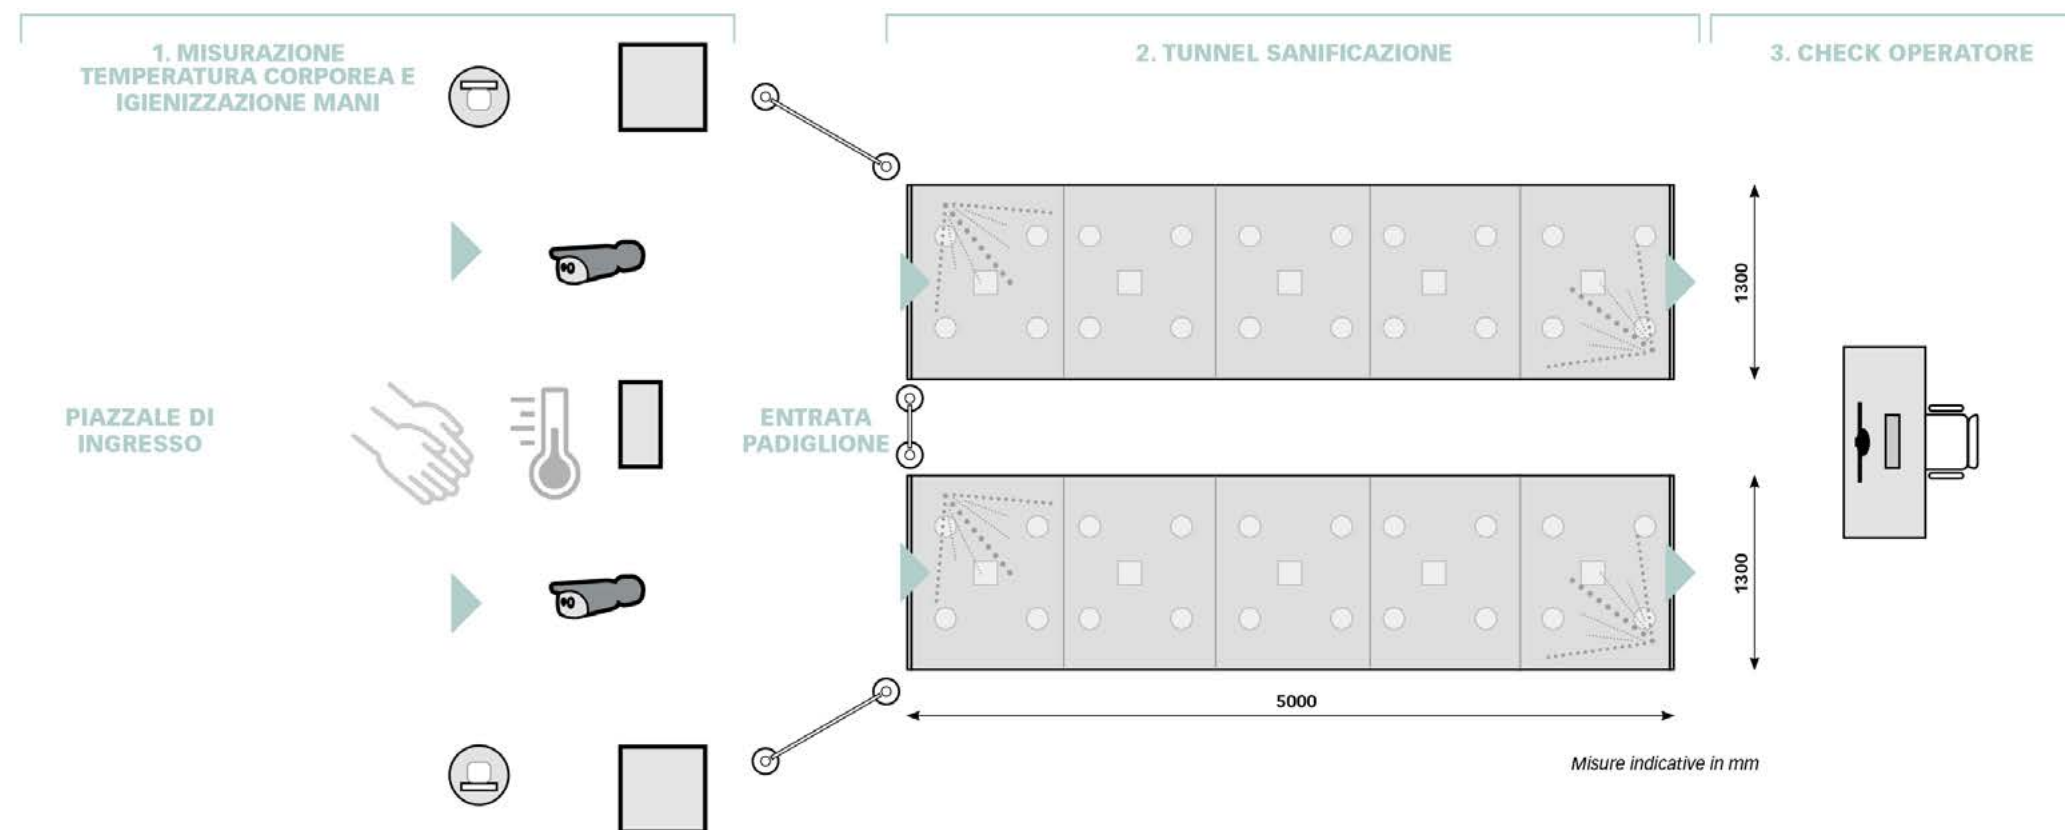 1. MISURAZIONE
TEMPERATURA CORPOREA E
IGIENIZZAZIONE MANI
2. TUNNEL SANIFICAZIONE
3. CHECK OPERATORE
1300
PIAZZALE DI
INGRESSO
ENTRATA
PADIGLIONE
1300
5000
Misure indicative in mm